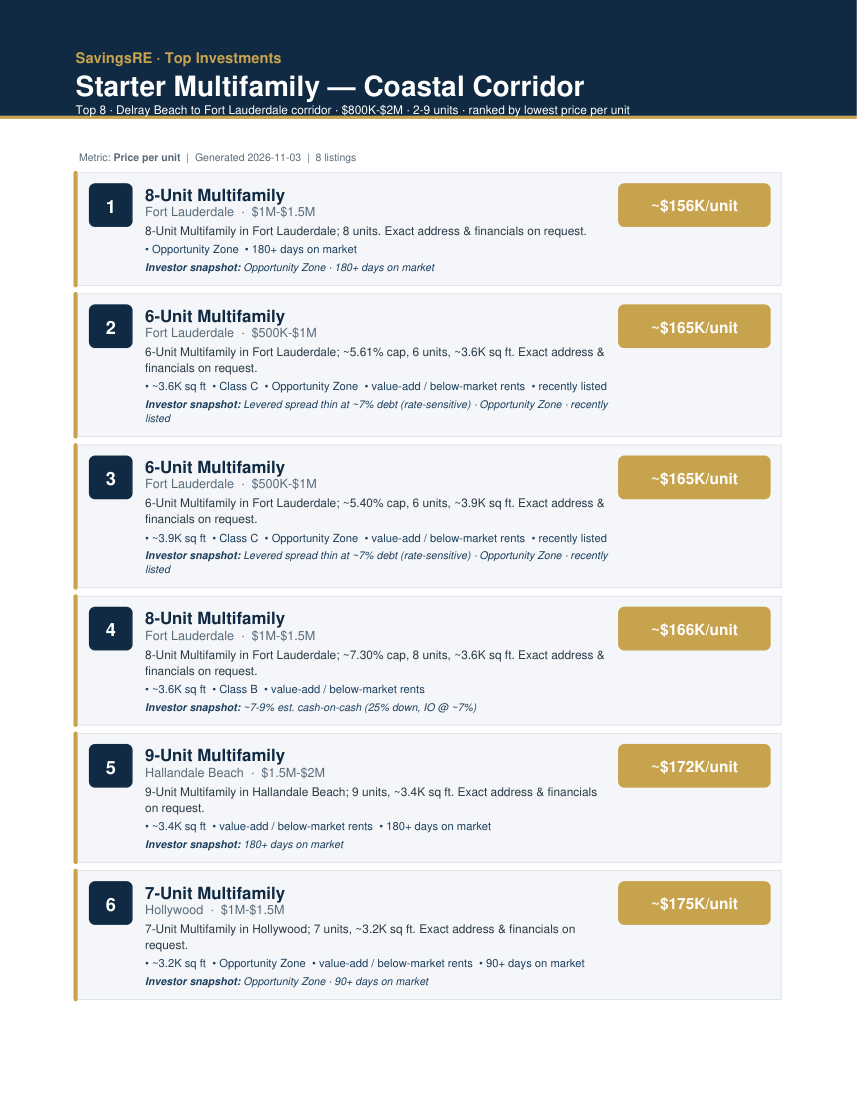 SavingsRE · Top Investments
Starter Multifamily — Coastal Corridor
Top 8 · Delray Beach to Fort Lauderdale corridor · $800K-$2M · 2-9 units · ranked by lowest price per unit
Metric: Price per unit | Generated 2026-11-03 | 8 listings
1
8-Unit Multifamily
~$156K/unit
Fort Lauderdale · $1M-$1.5M
8-Unit Multifamily in Fort Lauderdale; 8 units. Exact address & financials on request.
• Opportunity Zone • 180+ days on market
Investor snapshot: Opportunity Zone · 180+ days on market
2
6-Unit Multifamily
~$165K/unit
Fort Lauderdale · $500K-$1M
6-Unit Multifamily in Fort Lauderdale; ~5.61% cap, 6 units, ~3.6K sq ft. Exact address &
financials on request.
• ~3.6K sq ft • Class C • Opportunity Zone • value-add / below-market rents • recently listed
Investor snapshot: Levered spread thin at ~7% debt (rate-sensitive) · Opportunity Zone · recently
listed
3
6-Unit Multifamily
~$165K/unit
Fort Lauderdale · $500K-$1M
6-Unit Multifamily in Fort Lauderdale; ~5.40% cap, 6 units, ~3.9K sq ft. Exact address &
financials on request.
• ~3.9K sq ft • Class C • Opportunity Zone • value-add / below-market rents • recently listed
Investor snapshot: Levered spread thin at ~7% debt (rate-sensitive) · Opportunity Zone · recently
listed
4
8-Unit Multifamily
~$166K/unit
Fort Lauderdale · $1M-$1.5M
8-Unit Multifamily in Fort Lauderdale; ~7.30% cap, 8 units, ~3.6K sq ft. Exact address &
financials on request.
• ~3.6K sq ft • Class B • value-add / below-market rents
Investor snapshot: ~7-9% est. cash-on-cash (25% down, IO @ ~7%)
5
9-Unit Multifamily
~$172K/unit
Hallandale Beach · $1.5M-$2M
9-Unit Multifamily in Hallandale Beach; 9 units, ~3.4K sq ft. Exact address & financials
on request.
• ~3.4K sq ft • value-add / below-market rents • 180+ days on market
Investor snapshot: 180+ days on market
6
7-Unit Multifamily
~$175K/unit
Hollywood · $1M-$1.5M
7-Unit Multifamily in Hollywood; 7 units, ~3.2K sq ft. Exact address & financials on
request.
• ~3.2K sq ft • Opportunity Zone • value-add / below-market rents • 90+ days on market
Investor snapshot: Opportunity Zone · 90+ days on market